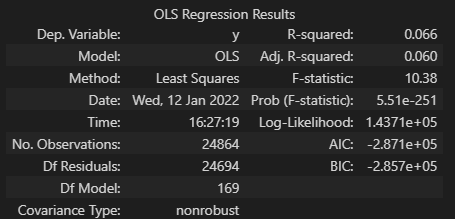 OLS Regression Results
Dep. Variable: y R-squared: 0.066
Model: OLS Adj. R-squared: 0.060
Method: Least Squares F-statistic: 10.38
Date: Wed, 12 Jan 2022 Prob (F-statistic): 5.51e-251
Time: 16:27:19 Log-Likelihood: 1.4371e+05
No. Observations: 24864 AIC: -2.871e+05
Df Residuals: 24694 BIC: -2.857e+05
Df Model: 169
Covariance Type: nonrobust